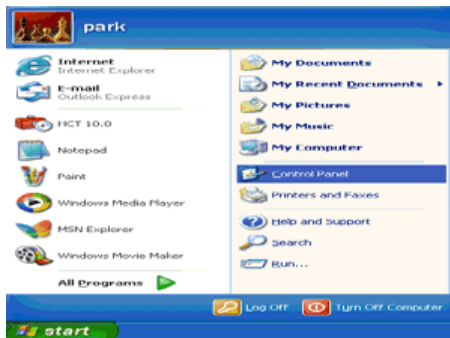 park
Internet
Internet Explorer
E-mail
Outlook Express
HCT 10.0
Notepad
Paint
Windows Media Player
MSN Explorer
Windows Movie Maker
All Programs
My Documents
My Recent Documents
My Pictures
My Music
My Computer
Control Panel
Printers and Faxes
Help and Support
Search
Run...
Log Off
Turn Off Computer
start